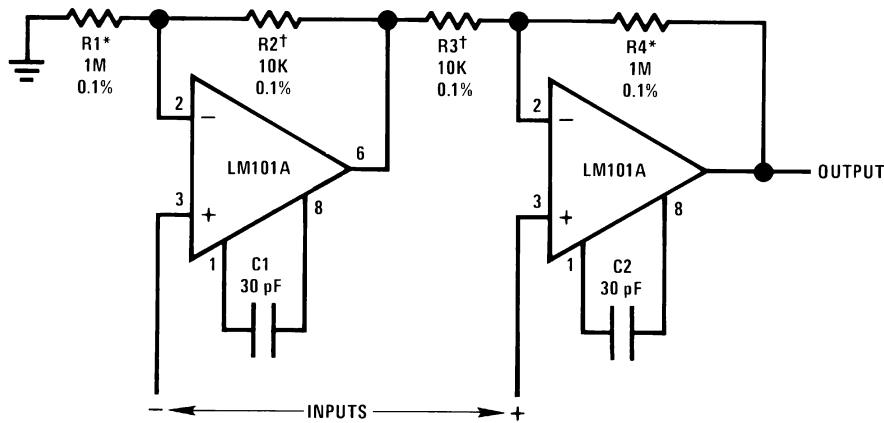 R1*
1M
0.1%
R2†
10K
0.1%
R3†
10K
0.1%
R4*
1M
0.1%
2
−
LM101A
6
3
+
8
1
C1
30 pF
2
−
LM101A
OUTPUT
3
+
8
1
C2
30 pF
− INPUTS +